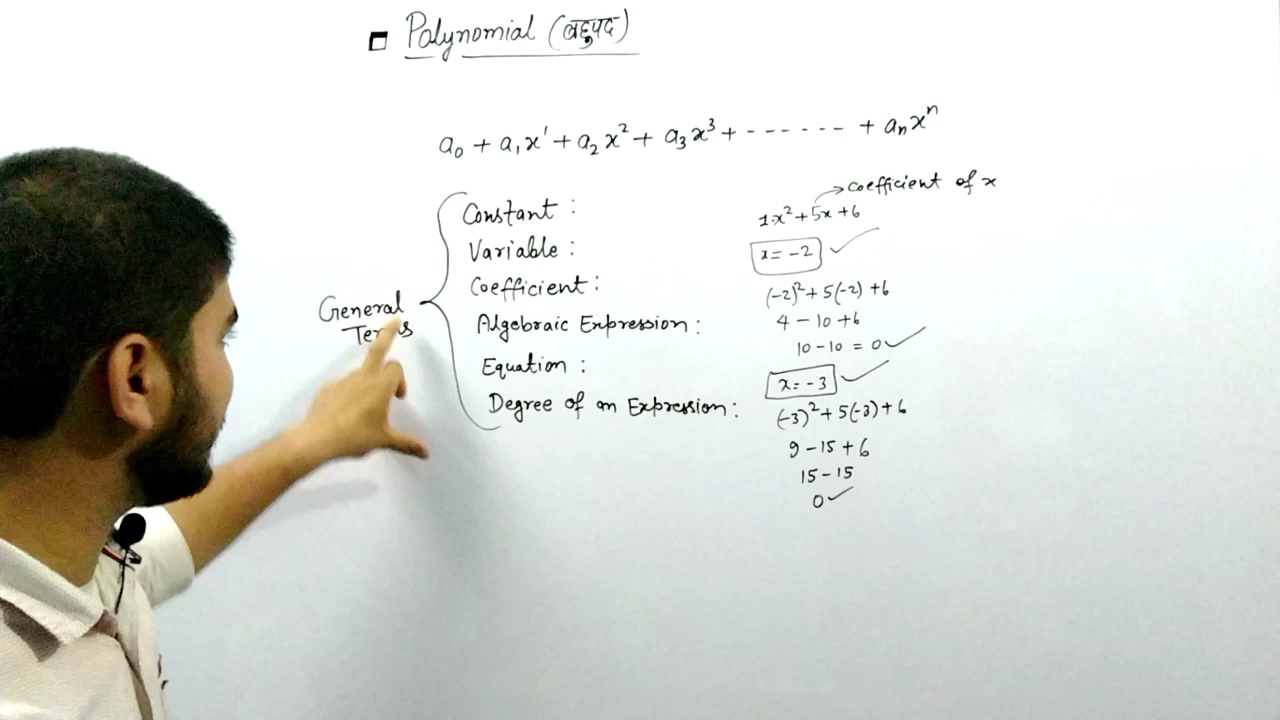 Polynomial (बहुपद)
a₀ + a₁x¹ + a₂x² + a₃x³ + ------ + aₙxⁿ
General
Terms
Constant :
Variable :
Coefficient :
Algebraic Expression :
Equation :
Degree of an Expression :
→ coefficient of x
1x² + 5x + 6
x = -2 ✓
(-2)² + 5(-2) + 6
4 - 10 + 6
10 - 10 = 0 ✓
x = -3 ✓
(-3)² + 5(-3) + 6
9 - 15 + 6
15 - 15
0 ✓